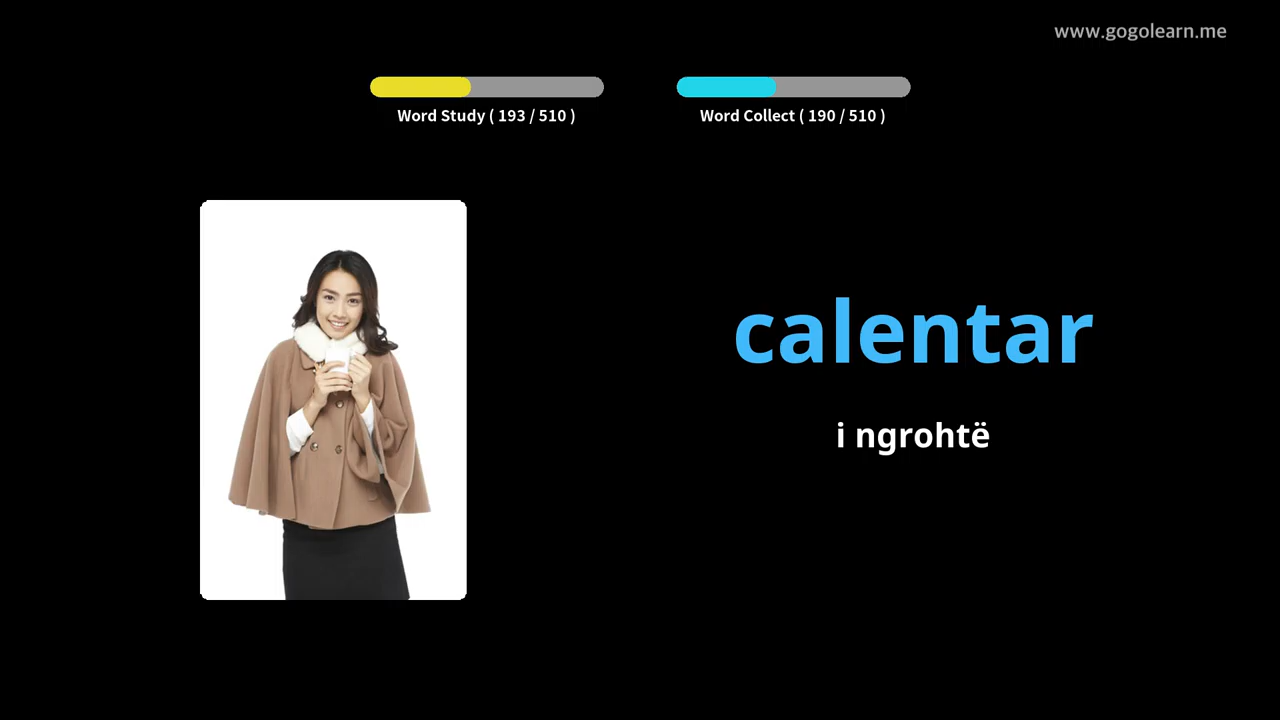 www.gogolearn.me
Word Study ( 193 / 510 )
Word Collect ( 190 / 510 )
calentar
i ngrohtë